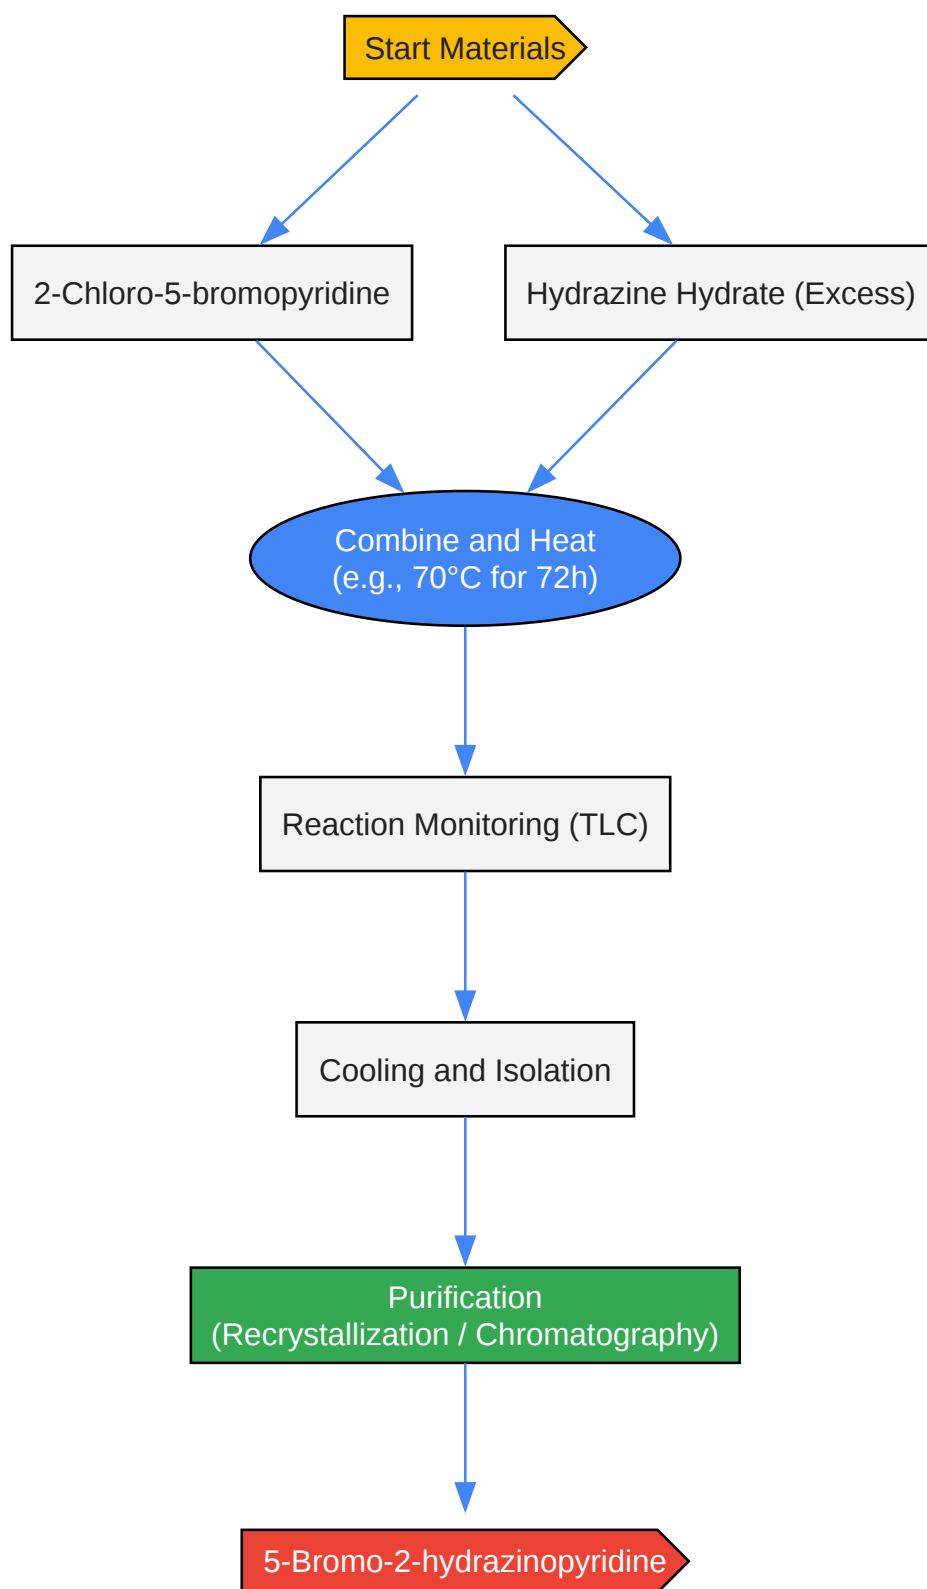 Start Materials
2-Chloro-5-bromopyridine
Hydrazine Hydrate (Excess)
Combine and Heat
(e.g., 70°C for 72h)
Reaction Monitoring (TLC)
Cooling and Isolation
Purification
(Recrystallization / Chromatography)
5-Bromo-2-hydrazinopyridine